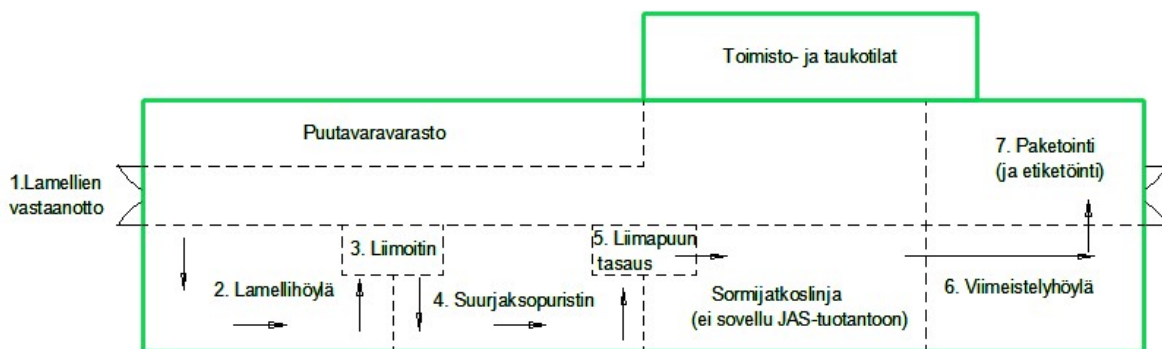 Toimisto- ja taukotilat
Puutavaravarasto
7. Paketointi
(ja etiketöinti)
1.Lamellien
vastaanotto
3. Liimoitin
5. Liimapuun
tasaus
2. Lamellihöylä
4. Suurjaksopuristin
Sormijatkoslinja
(ei sovellu JAS-tuotantoon)
6. Viimeistelyhöylä